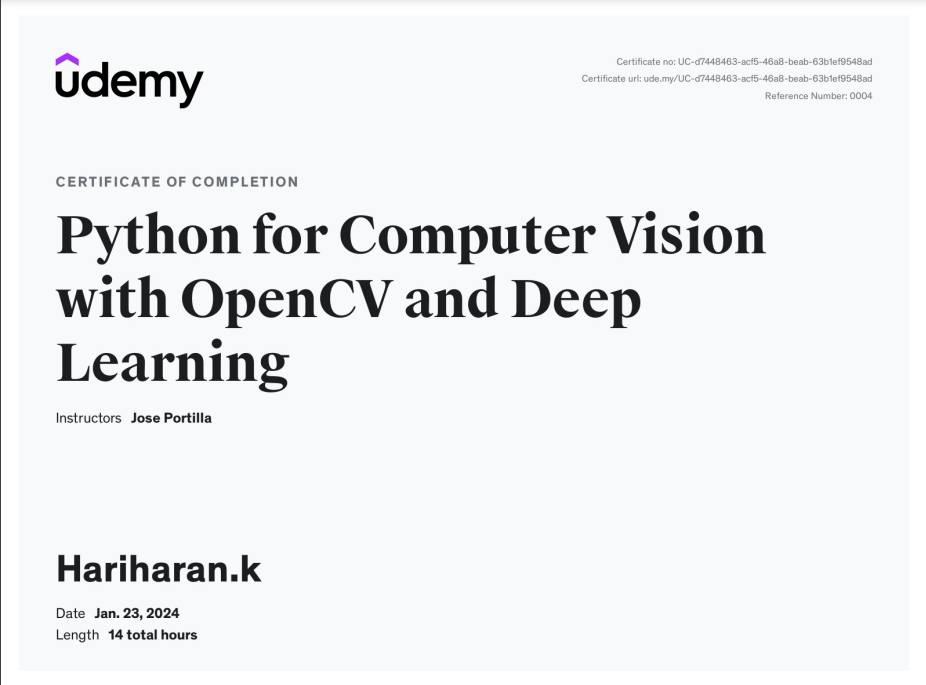 udemy
Certificate no: UC-d7448463-acf5-46a8-beab-63b1ef9548ad
Certificate url: ude.my/UC-d7448463-acf5-46a8-beab-63b1ef9548ad
Reference Number: 0004
CERTIFICATE OF COMPLETION
Python for Computer Vision
with OpenCV and Deep
Learning
Instructors Jose Portilla
Hariharan.k
Date Jan. 23, 2024
Length 14 total hours